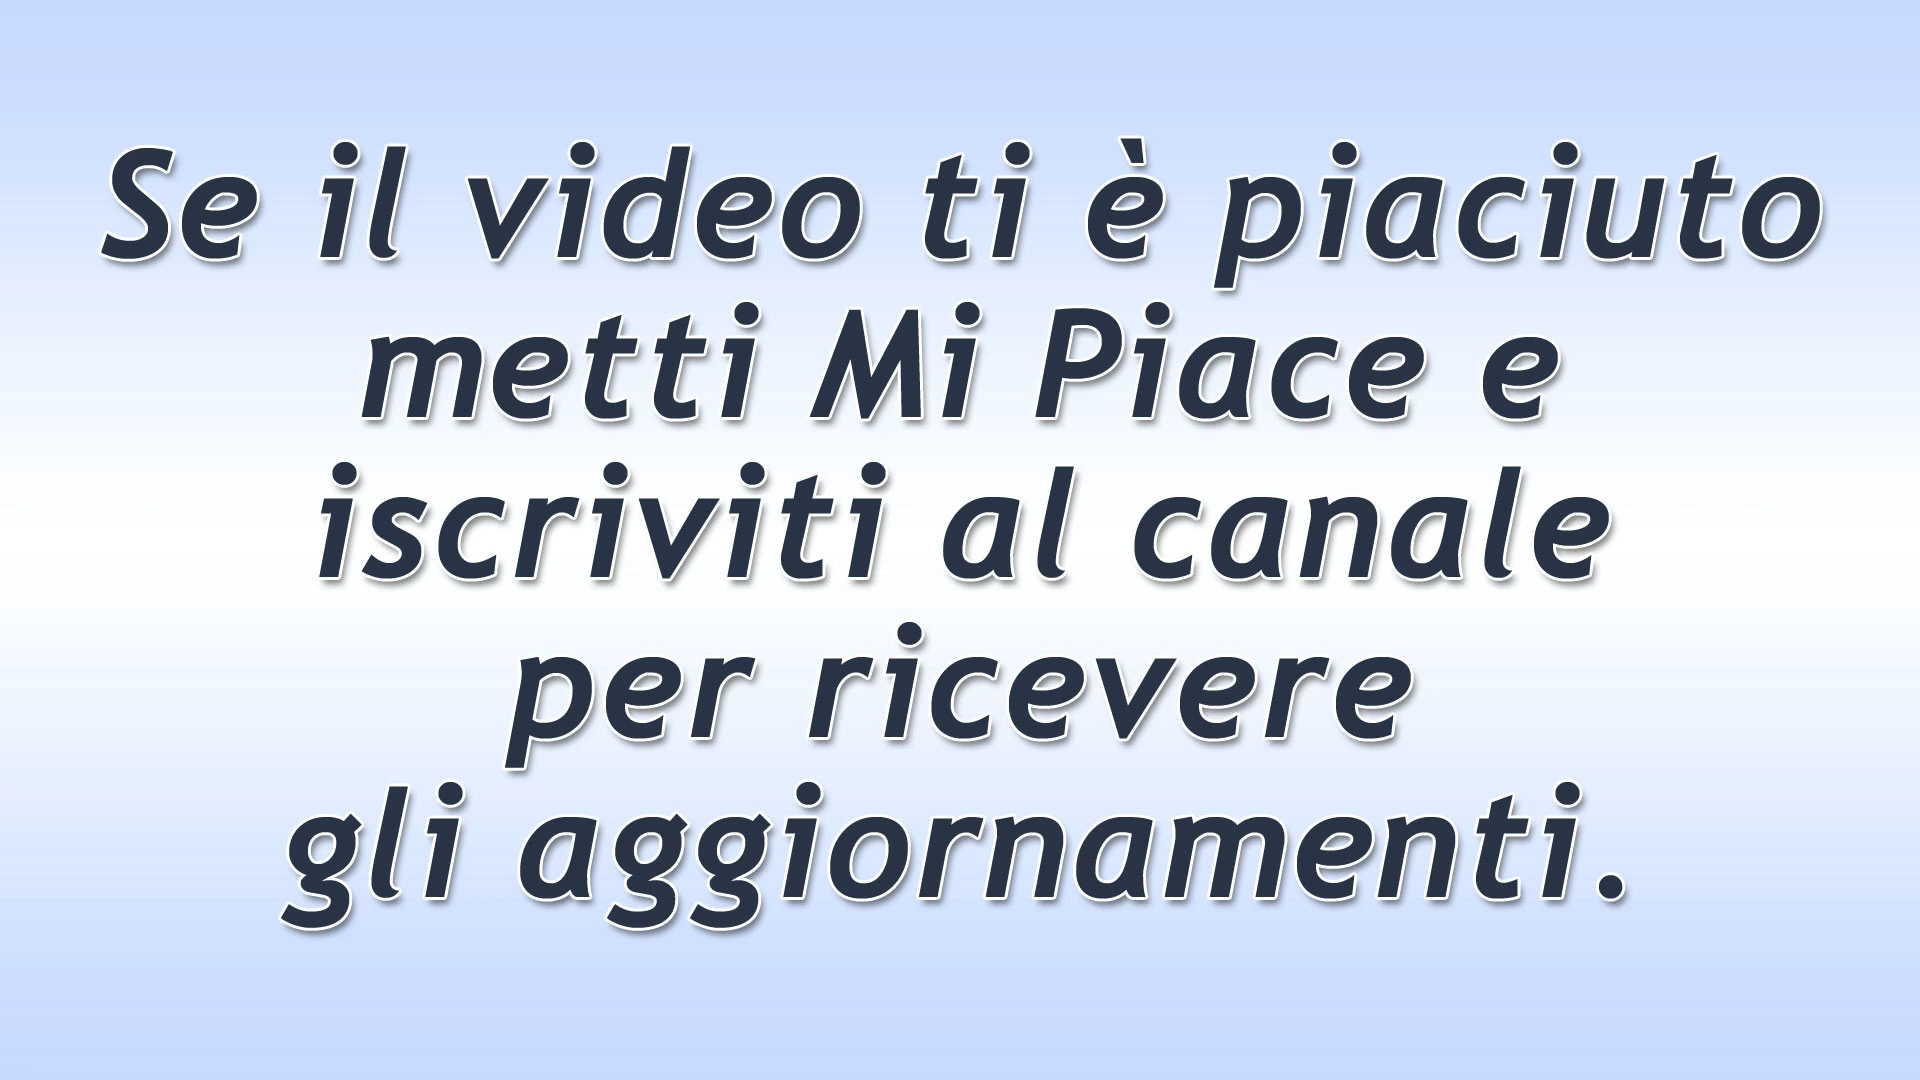 Se il video ti è piaciuto
metti Mi Piace e
iscriviti al canale
per ricevere
gli aggiornamenti.